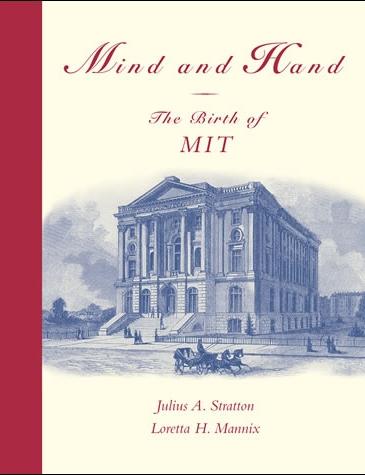 Mind and Hand
The Birth of
MIT
Julius A. Stratton
Loretta H. Mannix